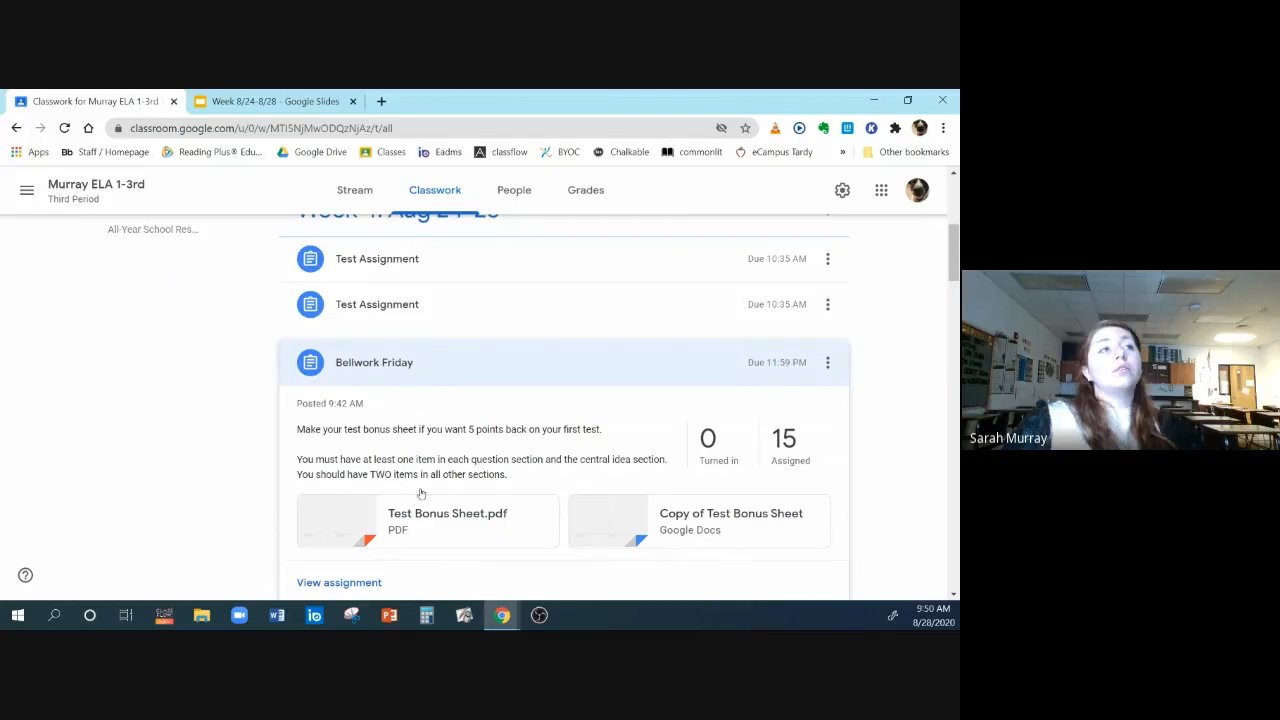 Classwork for Murray ELA 1-3rd
Week 8/24-8/28 - Google Slides
classroom.google.com/u/0/w/MTI5NjMwODQzNjAz/t/all
Apps
Bb Staff / Homepage
Reading Plus® Edu...
Google Drive
Classes
Eadms
classflow
BYOC
Chalkable
commonlit
eCampus Tardy
»
Other bookmarks
Murray ELA 1-3rd
Third Period
Stream
Classwork
People
Grades
All-Year School Res...
Test Assignment
Due 10:35 AM
Test Assignment
Due 10:35 AM
Bellwork Friday
Due 11:59 PM
Posted 9:42 AM
Make your test bonus sheet if you want 5 points back on your first test.
You must have at least one item in each question section and the central idea section.
You should have TWO items in all other sections.
0
Turned in
15
Assigned
Test Bonus Sheet.pdf
PDF
Copy of Test Bonus Sheet
Google Docs
View assignment
9:50 AM
8/28/2020
Sarah Murray